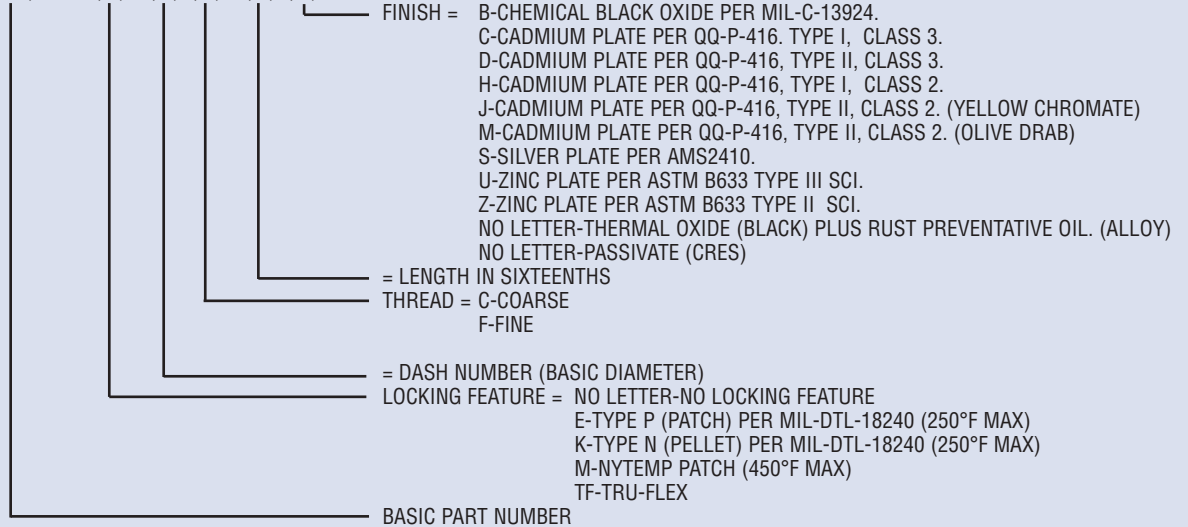 FINISH = B-CHEMICAL BLACK OXIDE PER MIL-C-13924.
C-CADMIUM PLATE PER QQ-P-416. TYPE I, CLASS 3.
D-CADMIUM PLATE PER QQ-P-416, TYPE II, CLASS 3.
H-CADMIUM PLATE PER QQ-P-416, TYPE I, CLASS 2.
J-CADMIUM PLATE PER QQ-P-416, TYPE II, CLASS 2. (YELLOW CHROMATE)
M-CADMIUM PLATE PER QQ-P-416, TYPE II, CLASS 2. (OLIVE DRAB)
S-SILVER PLATE PER AMS2410.
U-ZINC PLATE PER ASTM B633 TYPE III SCI.
Z-ZINC PLATE PER ASTM B633 TYPE II SCI.
NO LETTER-THERMAL OXIDE (BLACK) PLUS RUST PREVENTATIVE OIL. (ALLOY)
NO LETTER-PASSIVATE (CRES)
= LENGTH IN SIXTEENTHS
THREAD = C-COARSE
F-FINE
= DASH NUMBER (BASIC DIAMETER)
LOCKING FEATURE = NO LETTER-NO LOCKING FEATURE
E-TYPE P (PATCH) PER MIL-DTL-18240 (250°F MAX)
K-TYPE N (PELLET) PER MIL-DTL-18240 (250°F MAX)
M-NYTEMP PATCH (450°F MAX)
TF-TRU-FLEX
BASIC PART NUMBER